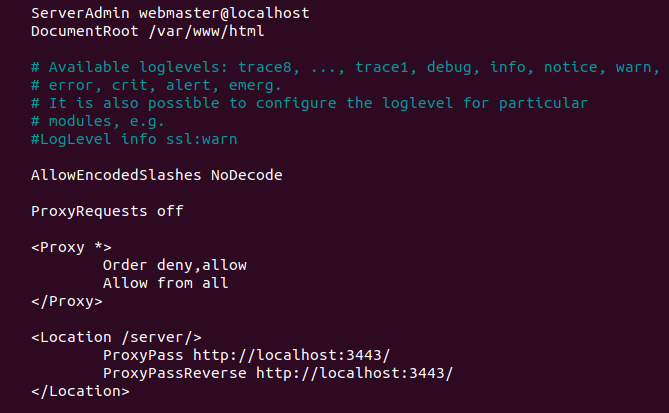 ServerAdmin webmaster@localhost
DocumentRoot /var/www/html
# Available loglevels: trace8, ..., trace1, debug, info, notice, warn,
# error, crit, alert, emerg.
# It is also possible to configure the loglevel for particular
# modules, e.g.
#LogLevel info ssl:warn
AllowEncodedSlashes NoDecode
ProxyRequests off
<Proxy *>
        Order deny,allow
        Allow from all
</Proxy>
<Location /server/>
        ProxyPass http://localhost:3443/
        ProxyPassReverse http://localhost:3443/
</Location>